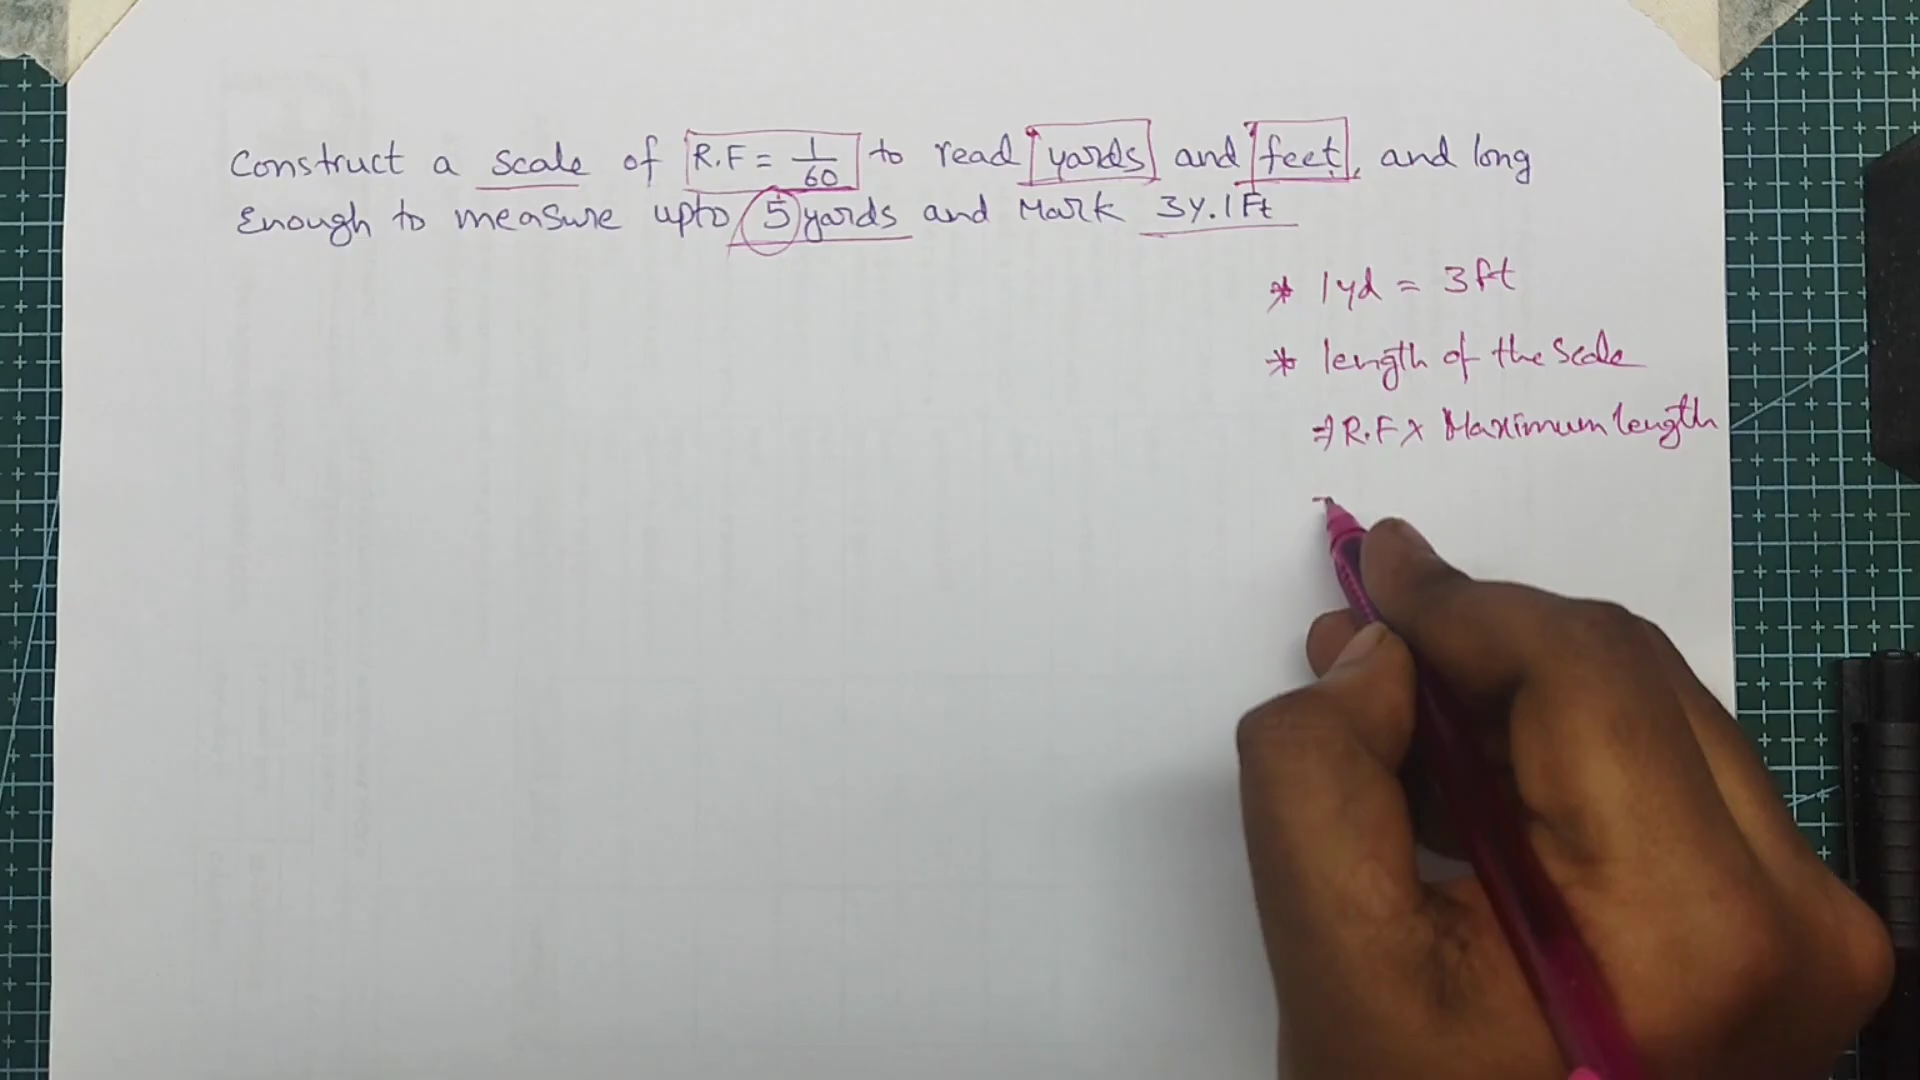 Construct a scale of R.F = 1/60 to read yards and feet, and long
Enough to measure upto 5 yards and Mark 3y.1Ft
* 1yd = 3ft
* length of the scale
⇒ R.F x Maximum length